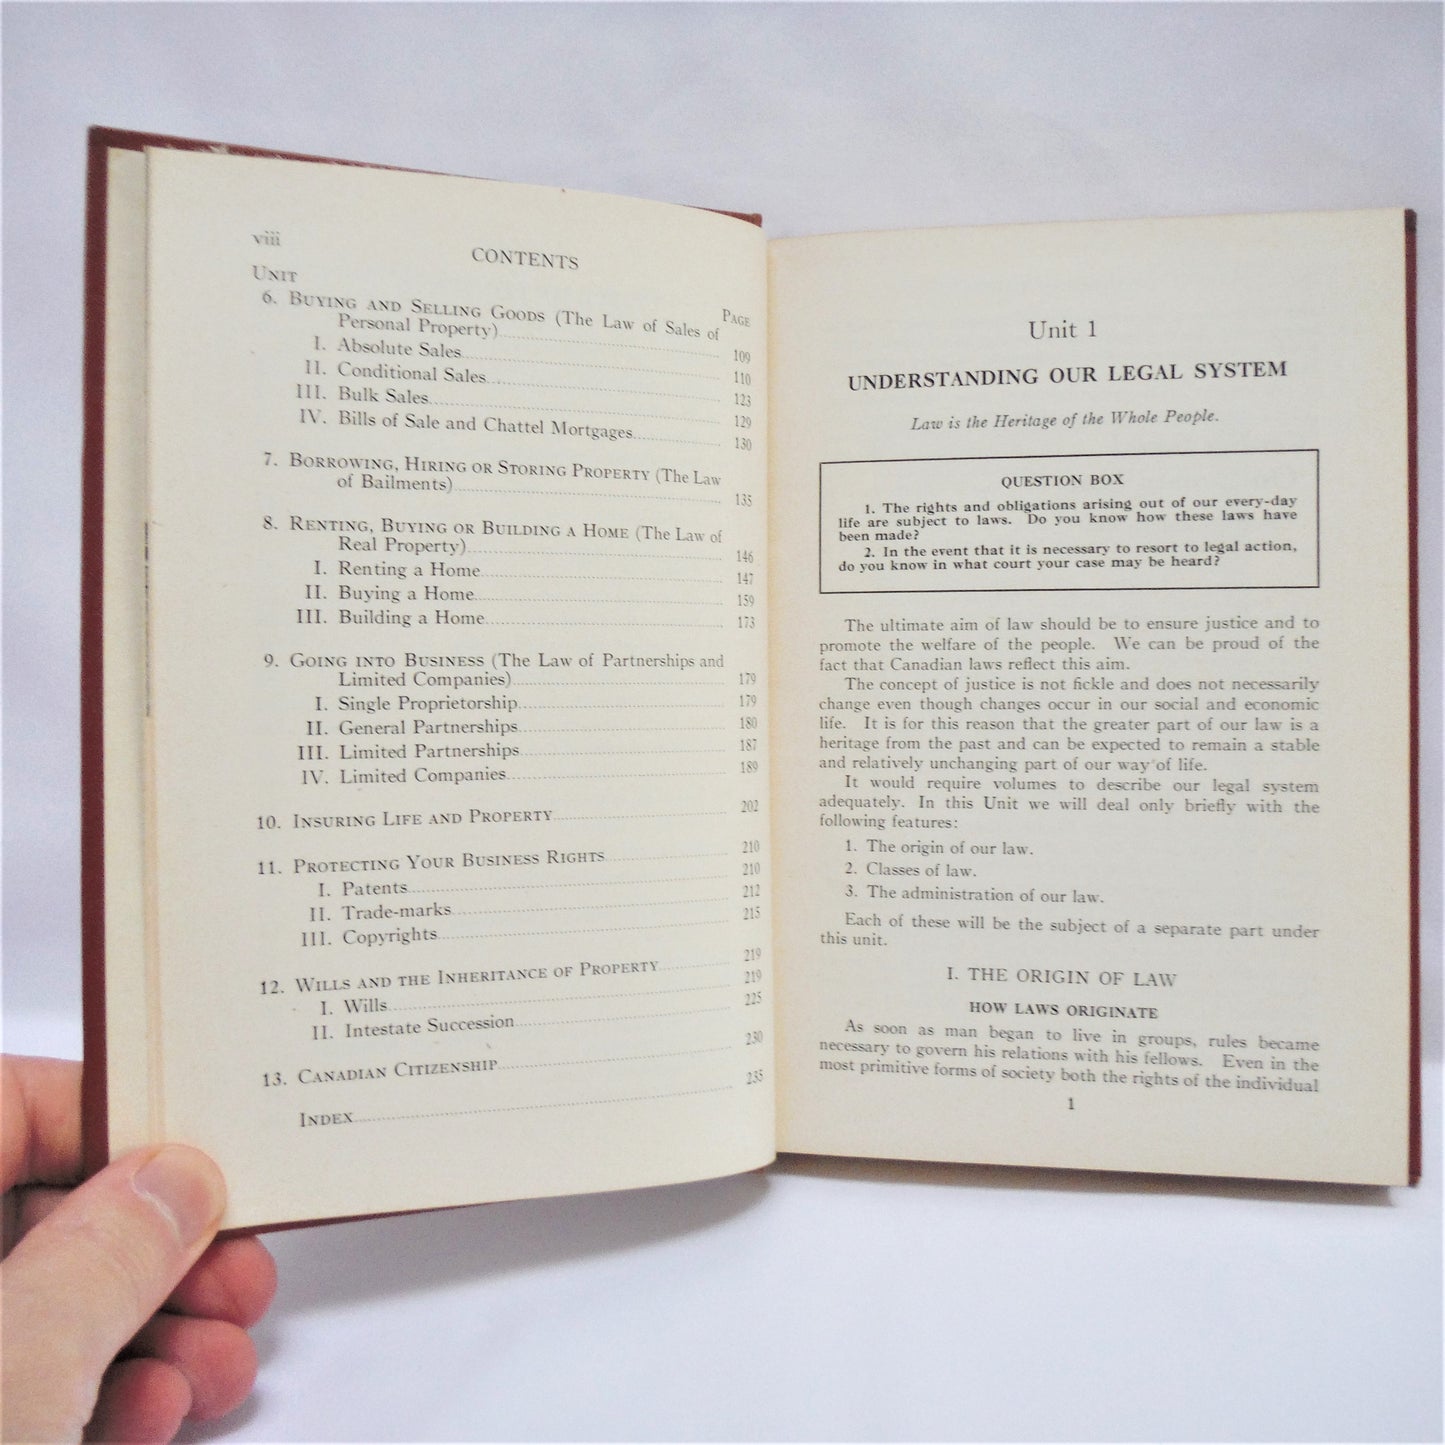 viii
CONTENTS
UNIT
PAGE
6. BUYING AND SELLING GOODS (The Law of Sales of
Personal Property) 109
I. Absolute Sales 110
II. Conditional Sales 123
III. Bulk Sales 129
IV. Bills of Sale and Chattel Mortgages 130
7. BORROWING, HIRING OR STORING PROPERTY (The Law
of Bailments) 135
8. RENTING, BUYING OR BUILDING A HOME (The Law of
Real Property) 146
I. Renting a Home 147
II. Buying a Home 159
III. Building a Home 173
9. GOING INTO BUSINESS (The Law of Partnerships and
Limited Companies) 179
I. Single Proprietorship 179
II. General Partnerships 180
III. Limited Partnerships 187
IV. Limited Companies 189
10. INSURING LIFE AND PROPERTY 202
11. PROTECTING YOUR BUSINESS RIGHTS 210
I. Patents 210
II. Trade-marks 212
III. Copyrights 215
12. WILLS AND THE INHERITANCE OF PROPERTY 219
I. Wills 219
II. Intestate Succession 225
13. CANADIAN CITIZENSHIP 230
INDEX 235
Unit 1
UNDERSTANDING OUR LEGAL SYSTEM
Law is the Heritage of the Whole People.
QUESTION BOX
1. The rights and obligations arising out of our every-day
life are subject to laws. Do you know how these laws have
been made?
2. In the event that it is necessary to resort to legal action,
do you know in what court your case may be heard?
The ultimate aim of law should be to ensure justice and to
promote the welfare of the people. We can be proud of the
fact that Canadian laws reflect this aim.
The concept of justice is not fickle and does not necessarily
change even though changes occur in our social and economic
life. It is for this reason that the greater part of our law is a
heritage from the past and can be expected to remain a stable
and relatively unchanging part of our way of life.
It would require volumes to describe our legal system
adequately. In this Unit we will deal only briefly with the
following features:
1. The origin of our law.
2. Classes of law.
3. The administration of our law.
Each of these will be the subject of a separate part under
this unit.
I. THE ORIGIN OF LAW
HOW LAWS ORIGINATE
As soon as man began to live in groups, rules became
necessary to govern his relations with his fellows. Even in the
most primitive forms of society both the rights of the individual
1